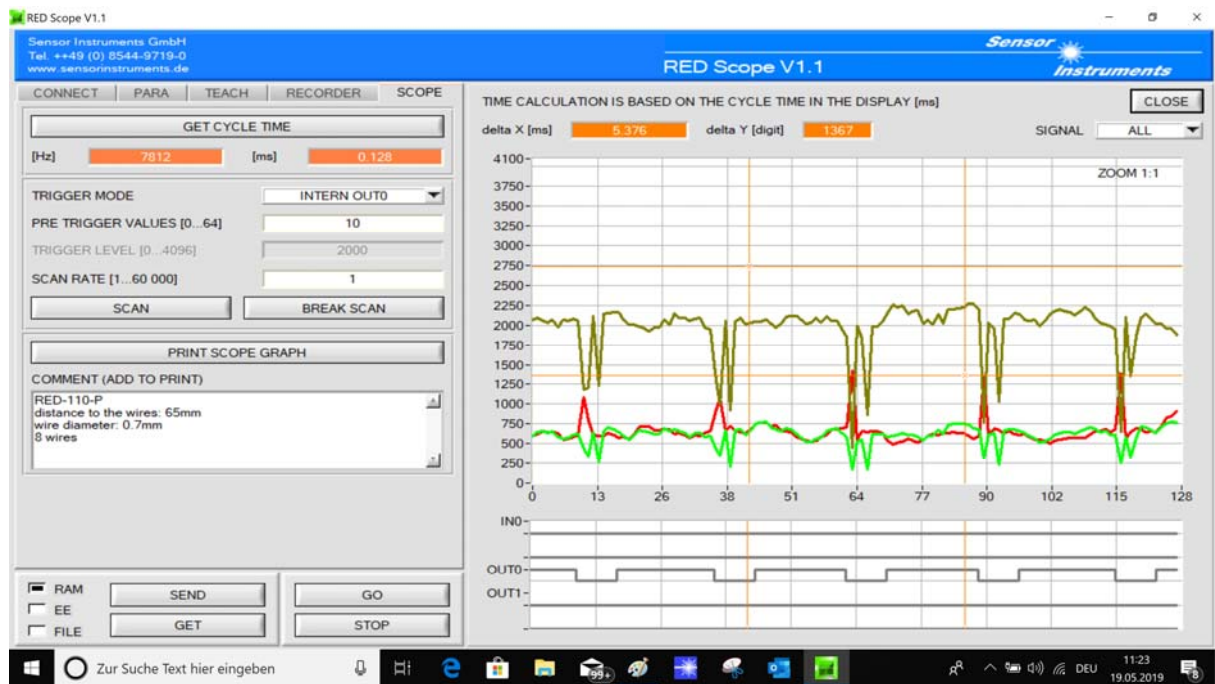 RED Scope V1.1
Sensor Instruments GmbH
Tel. ++49 (0) 8544-9719-0
www.sensorinstruments.de
RED Scope V1.1
Sensor
Instruments
CONNECT PARA TEACH RECORDER SCOPE
GET CYCLE TIME
[Hz] 7812 [ms] 0.128
TRIGGER MODE INTERN OUT0
PRE TRIGGER VALUES [0...64] 10
TRIGGER LEVEL [0...4096] 2000
SCAN RATE [1...60 000] 1
SCAN BREAK SCAN
PRINT SCOPE GRAPH
COMMENT (ADD TO PRINT)
RED-110-P
distance to the wires: 65mm
wire diameter: 0.7mm
8 wires
RAM
EE
FILE
SEND GO
GET STOP
TIME CALCULATION IS BASED ON THE CYCLE TIME IN THE DISPLAY [ms]
CLOSE
delta X [ms] 5.376 delta Y [digit] 1367 SIGNAL ALL
ZOOM 1:1
4100
3750
3500
3250
3000
2750
2500
2250
2000
1750
1500
1250
1000
750
500
250
0
0 13 26 38 51 64 77 90 102 115 128
IN0
OUT0
OUT1
Zur Suche Text hier eingeben
99+
DEU
11:23
19.05.2019
8